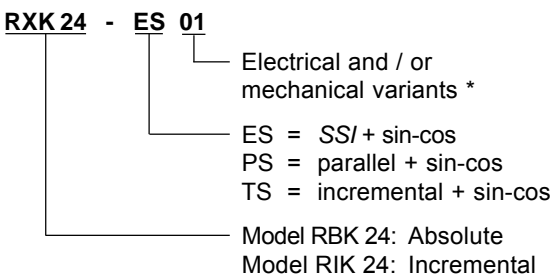 RXK 24 - ES 01
Electrical and / or
mechanical variants *
ES = SSI + sin-cos
PS = parallel + sin-cos
TS = incremental + sin-cos
Model RBK 24: Absolute
Model RIK 24: Incremental